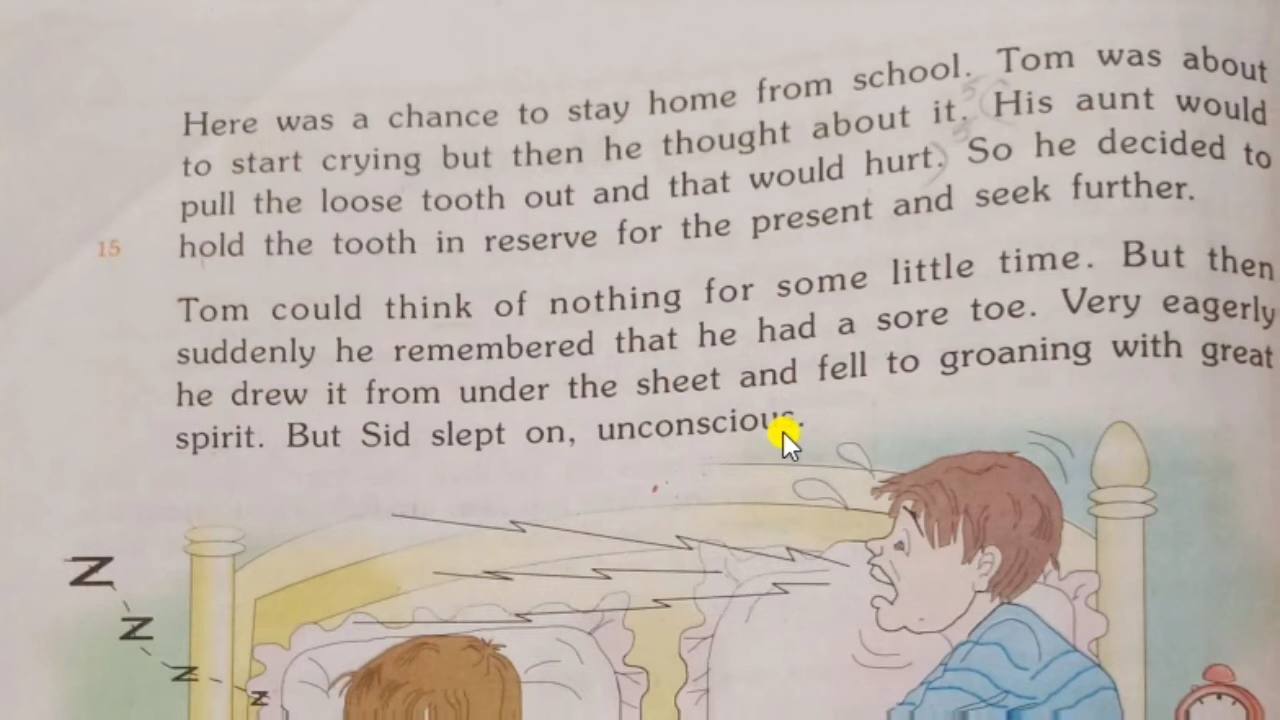 Here was a chance to stay home from school. Tom was about
to start crying but then he thought about it. His aunt would
pull the loose tooth out and that would hurt. So he decided to
15 hold the tooth in reserve for the present and seek further.
Tom could think of nothing for some little time. But then
suddenly he remembered that he had a sore toe. Very eagerly
he drew it from under the sheet and fell to groaning with great
spirit. But Sid slept on, unconscious.
Z
Z
Z
Z